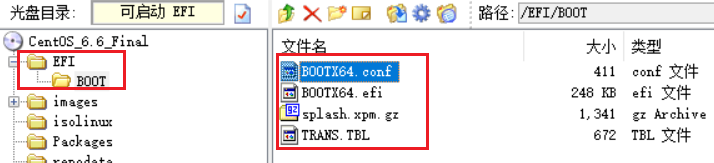 光盘目录: 可启动 EFI 路径: /EFI/BOOT
CentOS_6.6_Final
EFI
BOOT
images
isolinux
Packages
repodata
文件名 大小 类型
BOOTX64.conf 411 conf 文件
BOOTX64.efi 248 KB efi 文件
splash.xpm.gz 1,341 gz Archive
TRANS.TBL 672 TBL 文件